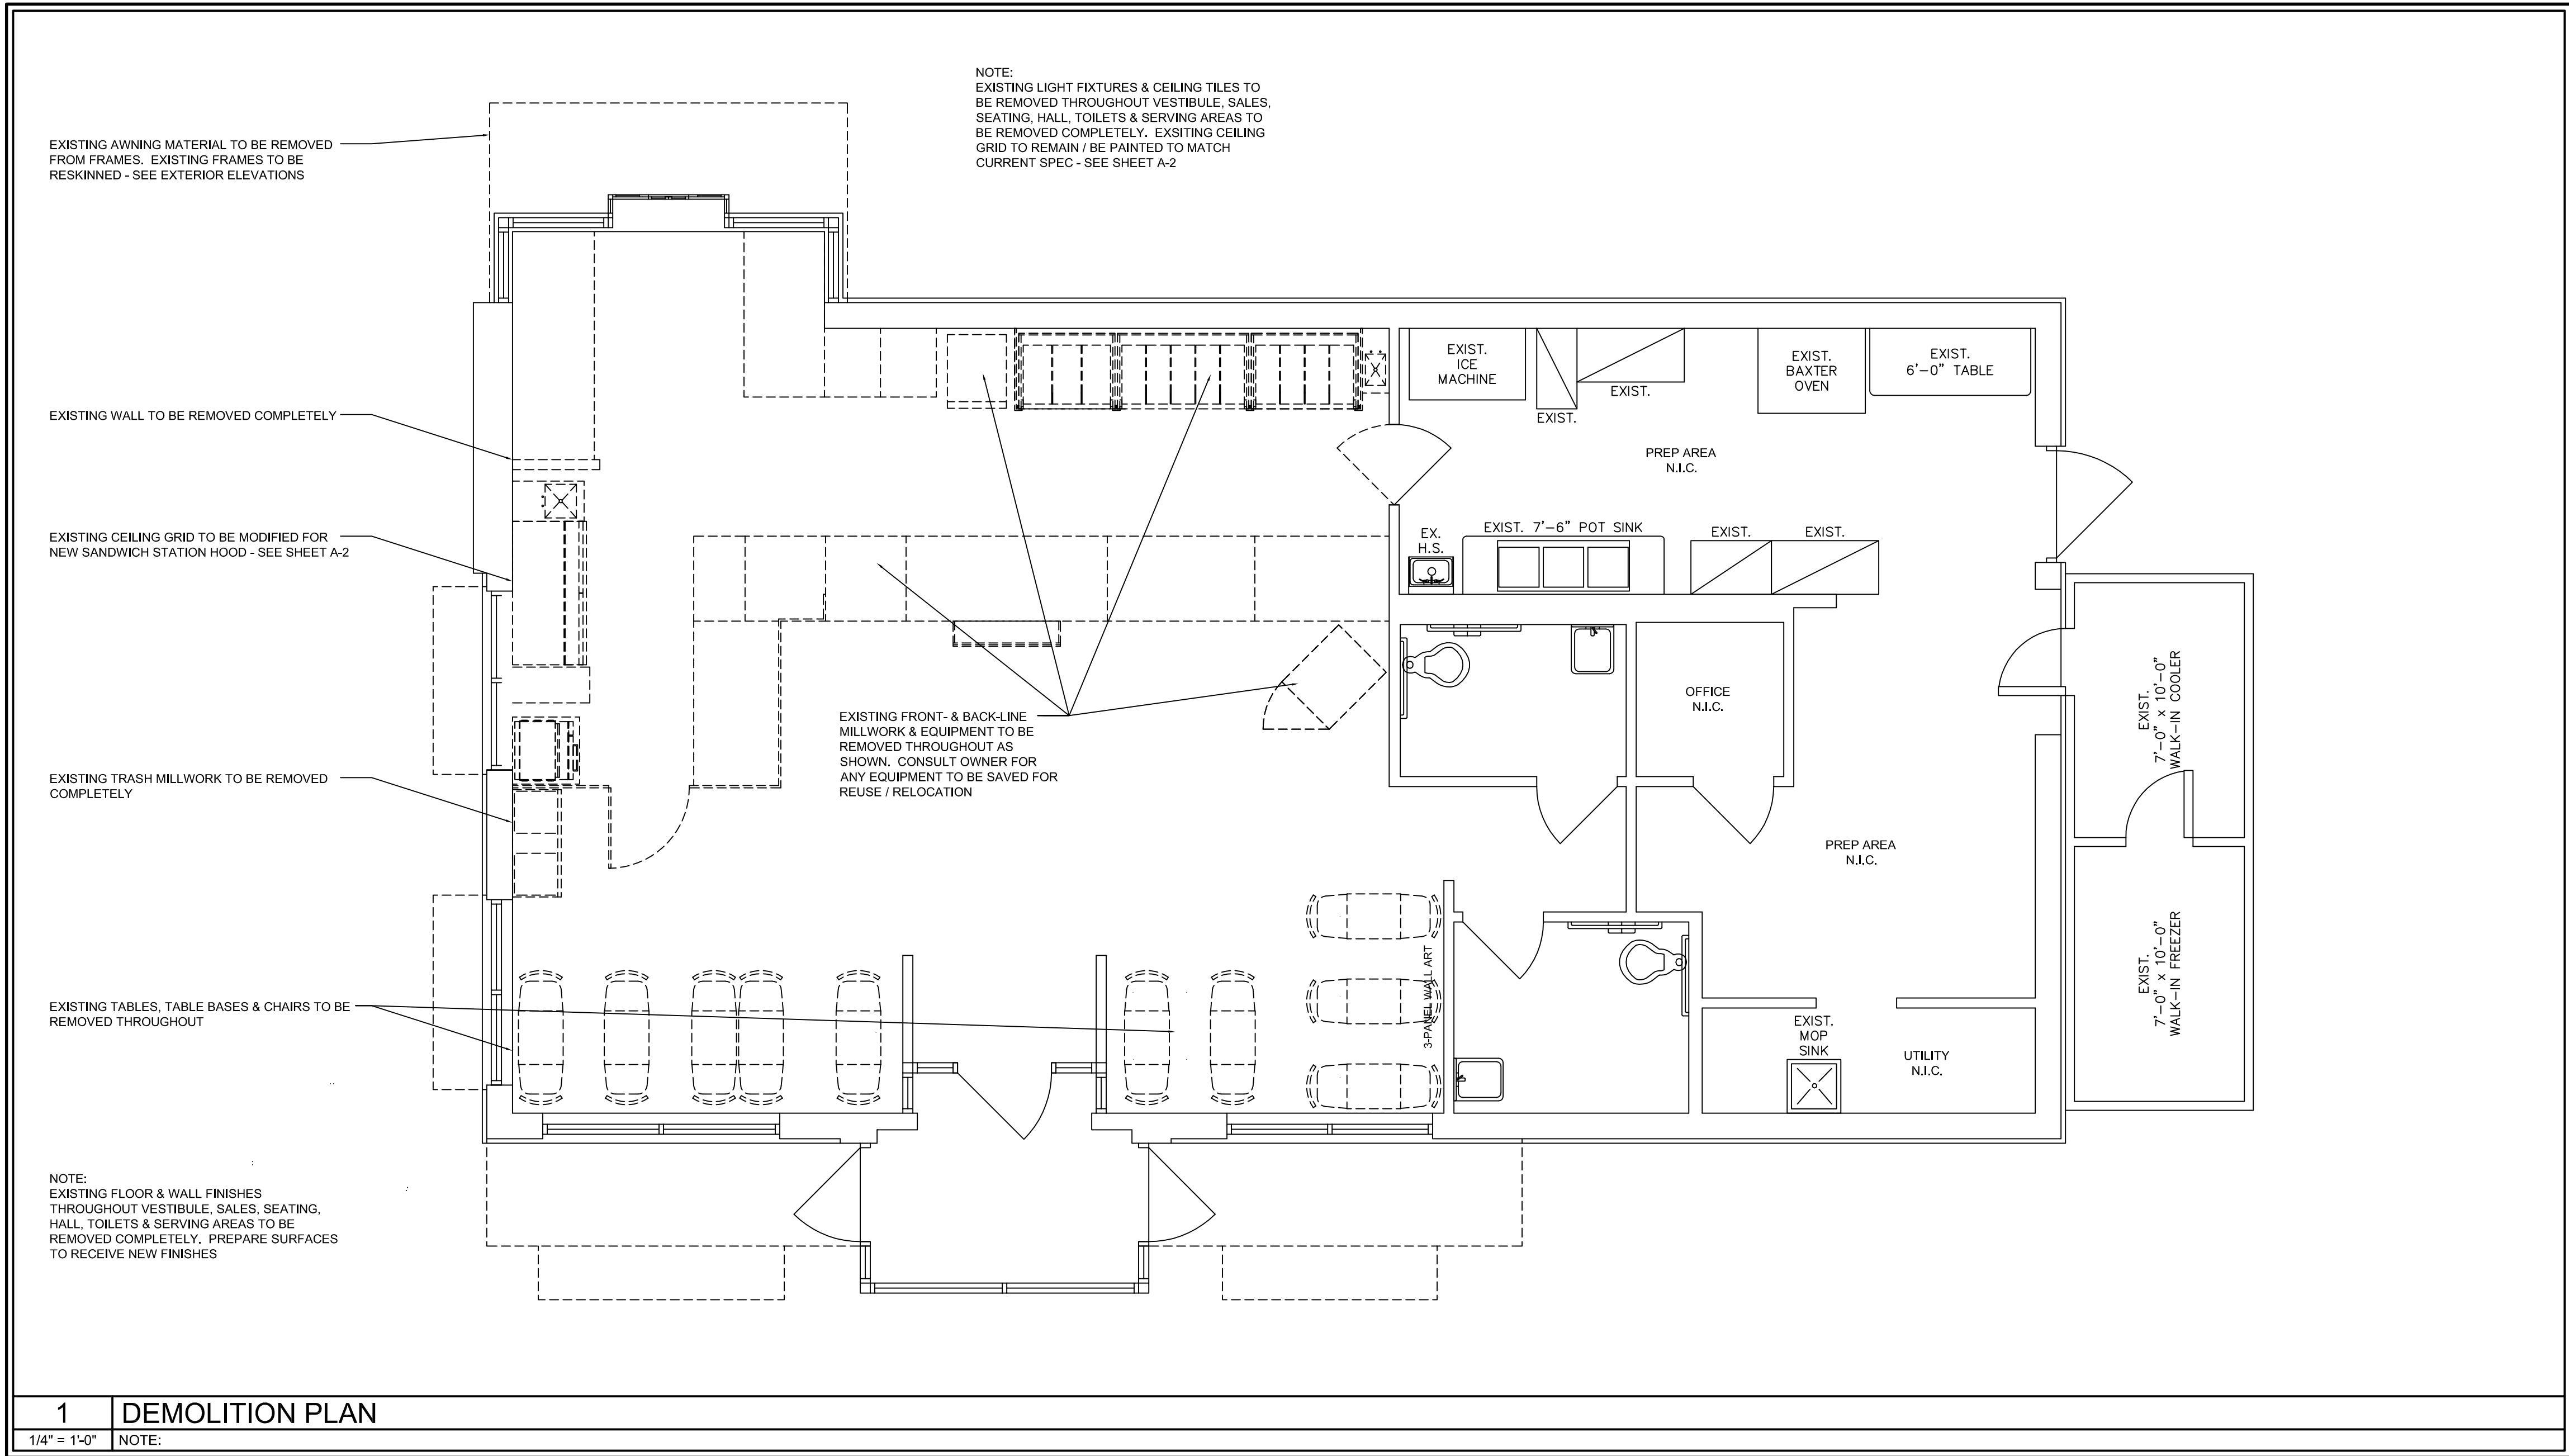 NOTE:
EXISTING LIGHT FIXTURES & CEILING TILES TO
BE REMOVED THROUGHOUT VESTIBULE, SALES,
SEATING, HALL, TOILETS & SERVING AREAS TO
BE REMOVED COMPLETELY. EXSITING CEILING
GRID TO REMAIN / BE PAINTED TO MATCH
CURRENT SPEC - SEE SHEET A-2
EXISTING AWNING MATERIAL TO BE REMOVED
FROM FRAMES. EXISTING FRAMES TO BE
RESKINNED - SEE EXTERIOR ELEVATIONS
EXISTING WALL TO BE REMOVED COMPLETELY
EXISTING CEILING GRID TO BE MODIFIED FOR
NEW SANDWICH STATION HOOD - SEE SHEET A-2
EXISTING TRASH MILLWORK TO BE REMOVED
COMPLETELY
EXISTING TABLES, TABLE BASES & CHAIRS TO BE
REMOVED THROUGHOUT
NOTE:
EXISTING FLOOR & WALL FINISHES
THROUGHOUT VESTIBULE, SALES, SEATING,
HALL, TOILETS & SERVING AREAS TO BE
REMOVED COMPLETELY. PREPARE SURFACES
TO RECEIVE NEW FINISHES
EXISTING FRONT- & BACK-LINE
MILLWORK & EQUIPMENT TO BE
REMOVED THROUGHOUT AS
SHOWN. CONSULT OWNER FOR
ANY EQUIPMENT TO BE SAVED FOR
REUSE / RELOCATION
EXIST.
ICE
MACHINE
EXIST.
EXIST.
EXIST.
BAXTER
OVEN
EXIST.
6'-0" TABLE
PREP AREA
N.I.C.
EX.
H.S.
EXIST. 7'-6" POT SINK
EXIST.
EXIST.
OFFICE
N.I.C.
EXIST.
7'-0" x 10'-0"
WALK-IN COOLER
PREP AREA
N.I.C.
EXIST.
7'-0" x 10'-0"
WALK-IN FREEZER
3-PANEL WALL ART
EXIST.
MOP
SINK
UTILITY
N.I.C.
1
DEMOLITION PLAN
1/4" = 1'-0"
NOTE: